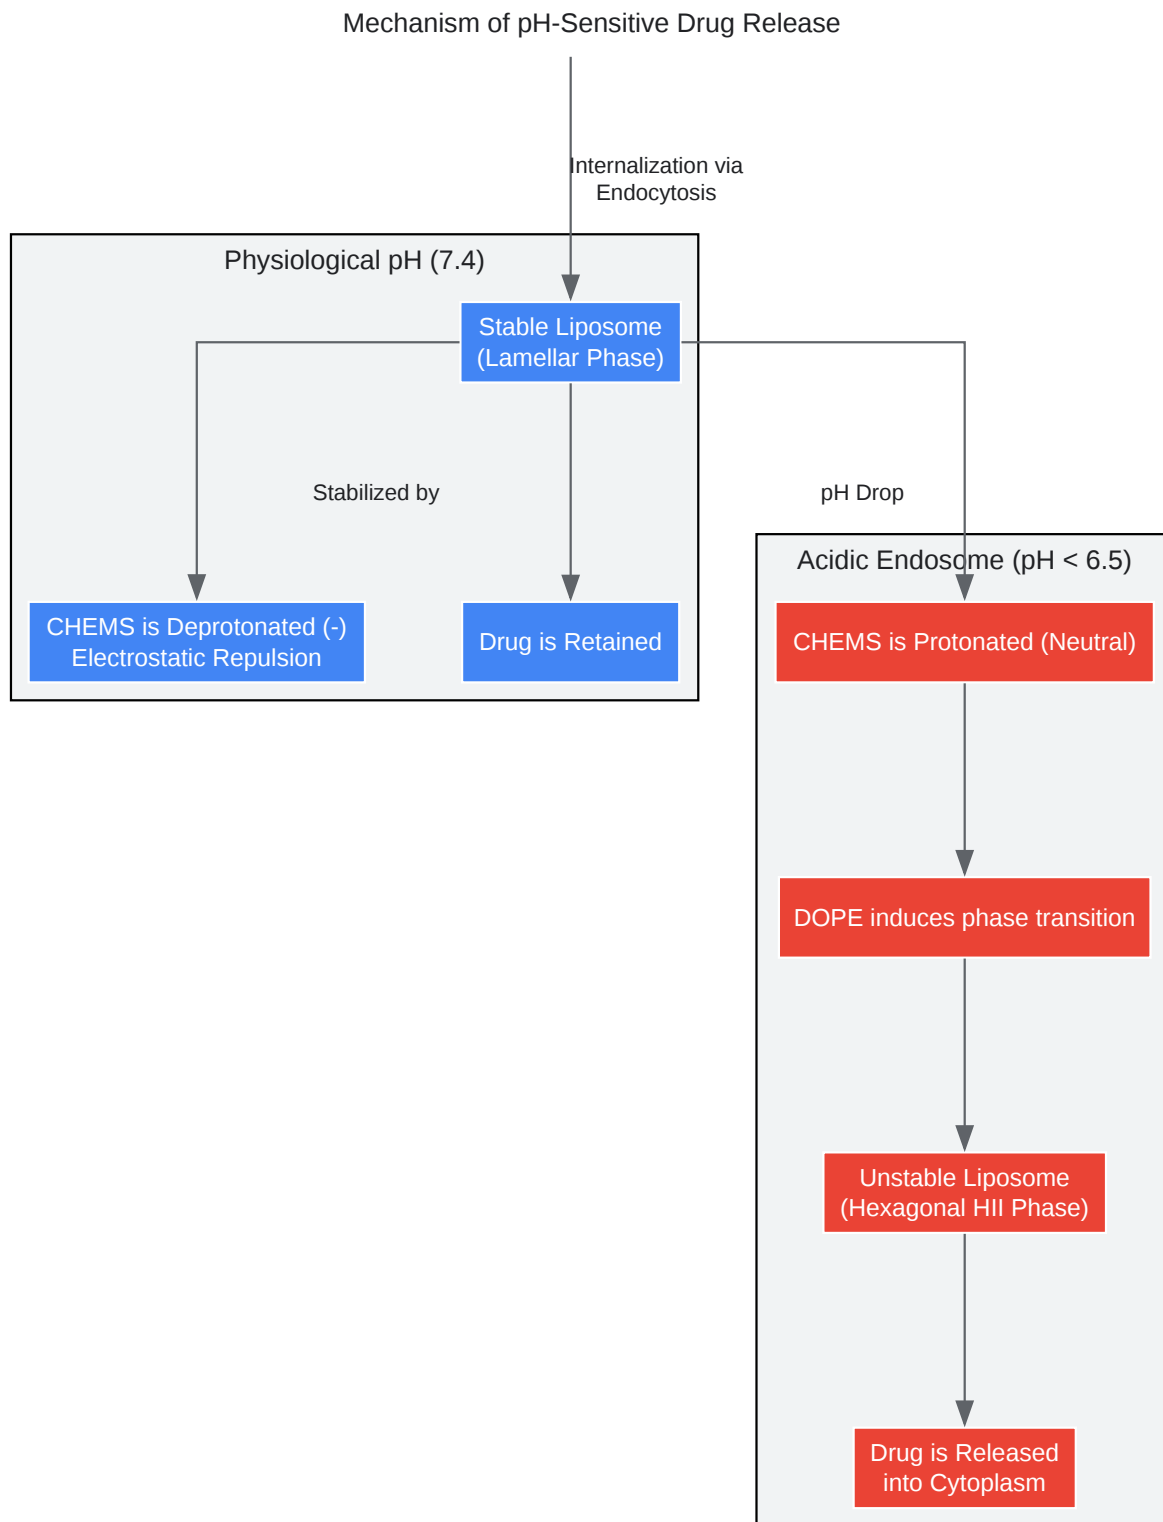 Mechanism of pH-Sensitive Drug Release
Internalization via
Endocytosis
Physiological pH (7.4)
Stable Liposome
(Lamellar Phase)
Stabilized by
pH Drop
Acidic Endosome (pH < 6.5)
CHEMS is Deprotonated (-)
Electrostatic Repulsion
Drug is Retained
CHEMS is Protonated (Neutral)
DOPE induces phase transition
Unstable Liposome
(Hexagonal HII Phase)
Drug is Released
into Cytoplasm